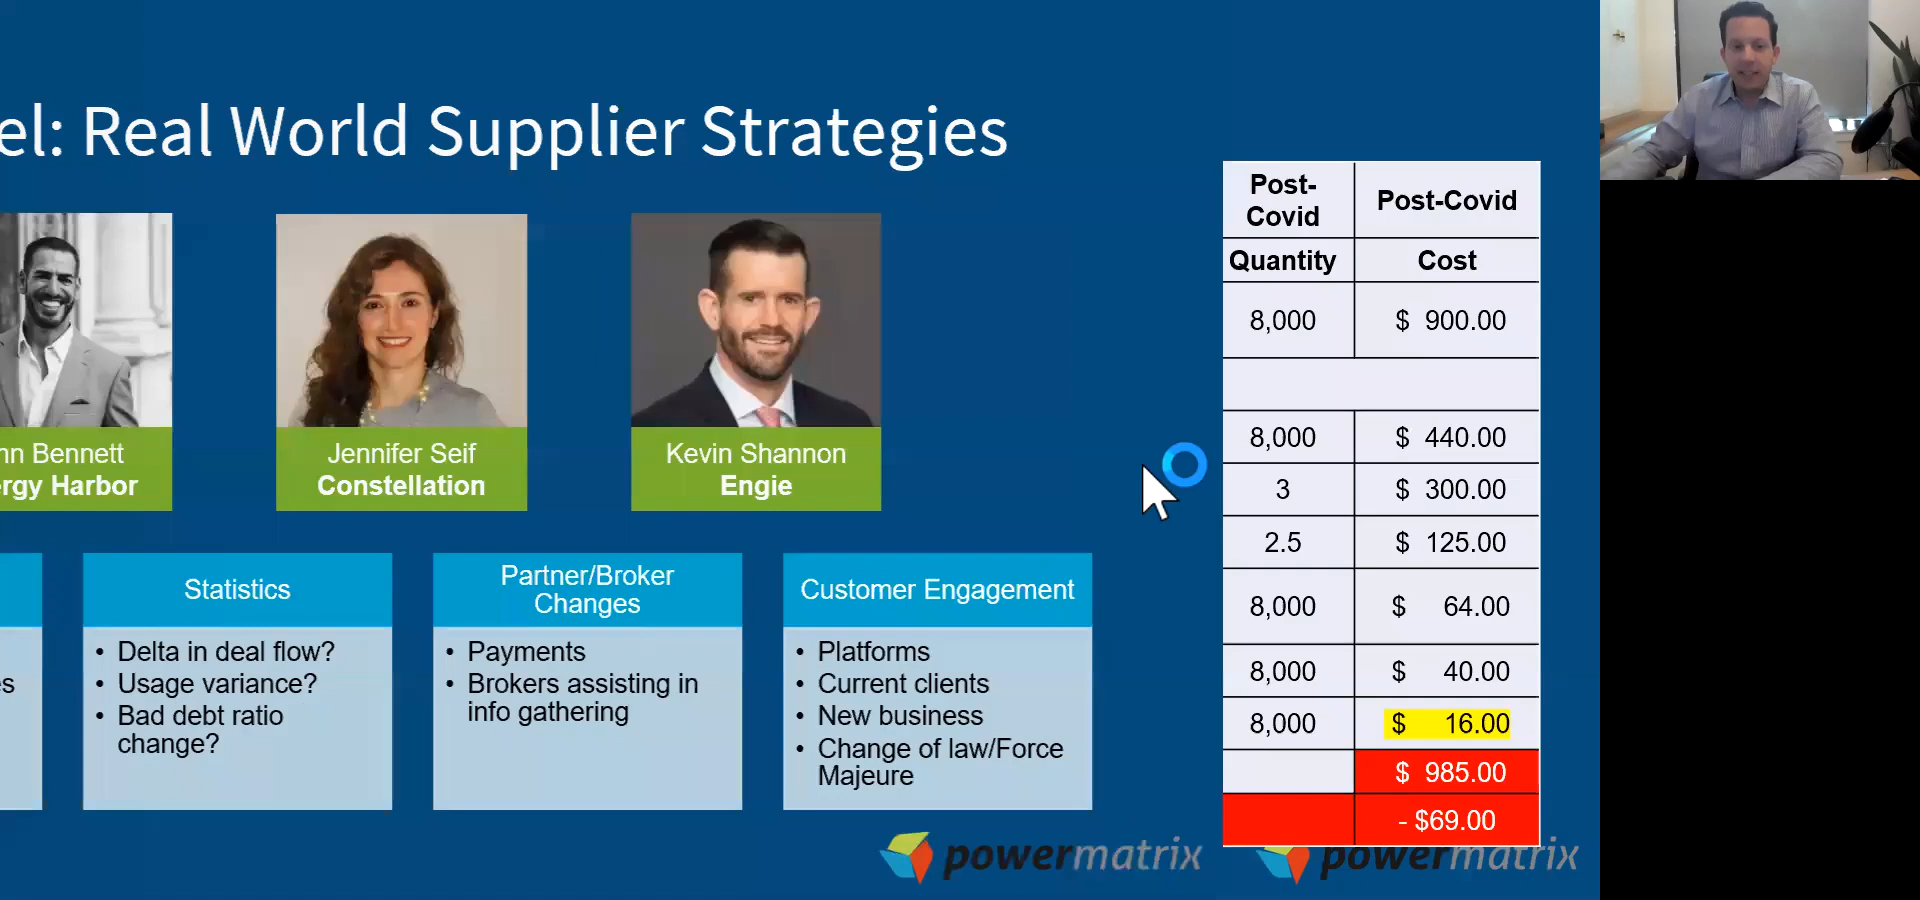 el: Real World Supplier Strategies
nn Bennett
rgy Harbor
Jennifer Seif
Constellation
Kevin Shannon
Engie
s
Statistics
• Delta in deal flow?
• Usage variance?
• Bad debt ratio
change?
Partner/Broker
Changes
• Payments
• Brokers assisting in
info gathering
Customer Engagement
• Platforms
• Current clients
• New business
• Change of law/Force
Majeure
Post-
Covid
Post-Covid
Quantity Cost
8,000 $ 900.00
8,000 $ 440.00
3 $ 300.00
2.5 $ 125.00
8,000 $ 64.00
8,000 $ 40.00
8,000 $ 16.00
$ 985.00
- $69.00
powermatrix
powermatrix